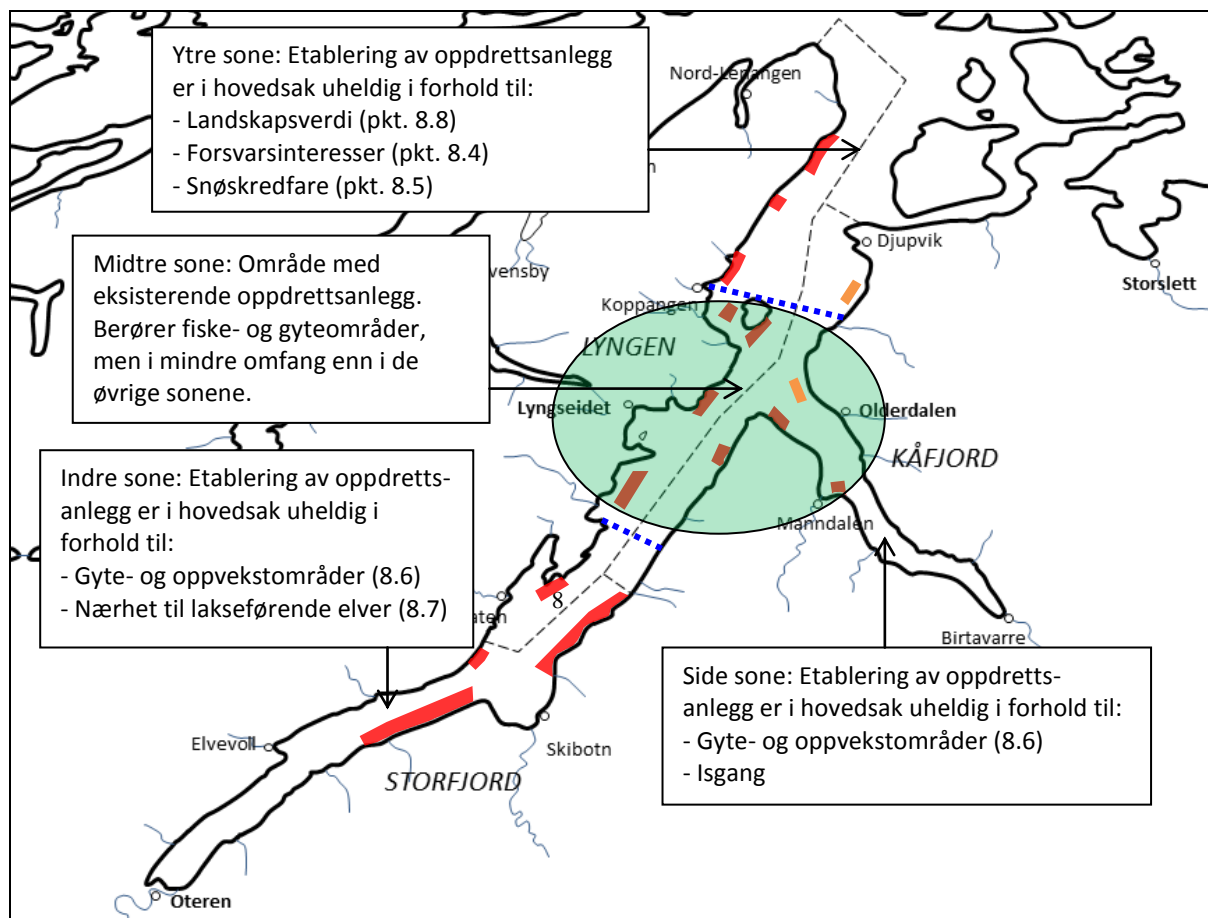 Ytre sone: Etablering av oppdrettsanlegg
er i hovedsak uheldig i forhold til:
- Landskapsverdi (pkt. 8.8)
- Forsvarsinteresser (pkt. 8.4)
- Snøskredfare (pkt. 8.5)
Nord-Lenangen
Djupvik
Storslett
Midtre sone: Område med
eksisterende oppdrettsanlegg.
Berører fiske- og gyteområder,
men i mindre omfang enn i de
øvrige sonene.
vensby
Koppangen
LYNGEN
Lyngseidet
Olderdalen
KÅFJORD
Manndalen
Indre sone: Etablering av oppdretts-
anlegg er i hovedsak uheldig i
forhold til:
- Gyte- og oppvekstområder (8.6)
- Nærhet til lakseførende elver (8.7)
8
aten
Birtavarre
Side sone: Etablering av oppdretts-
anlegg er i hovedsak uheldig i forhold til:
- Gyte- og oppvekstområder (8.6)
- Isgang
Elvevoll
Skibotn
STORFJORD
Oteren